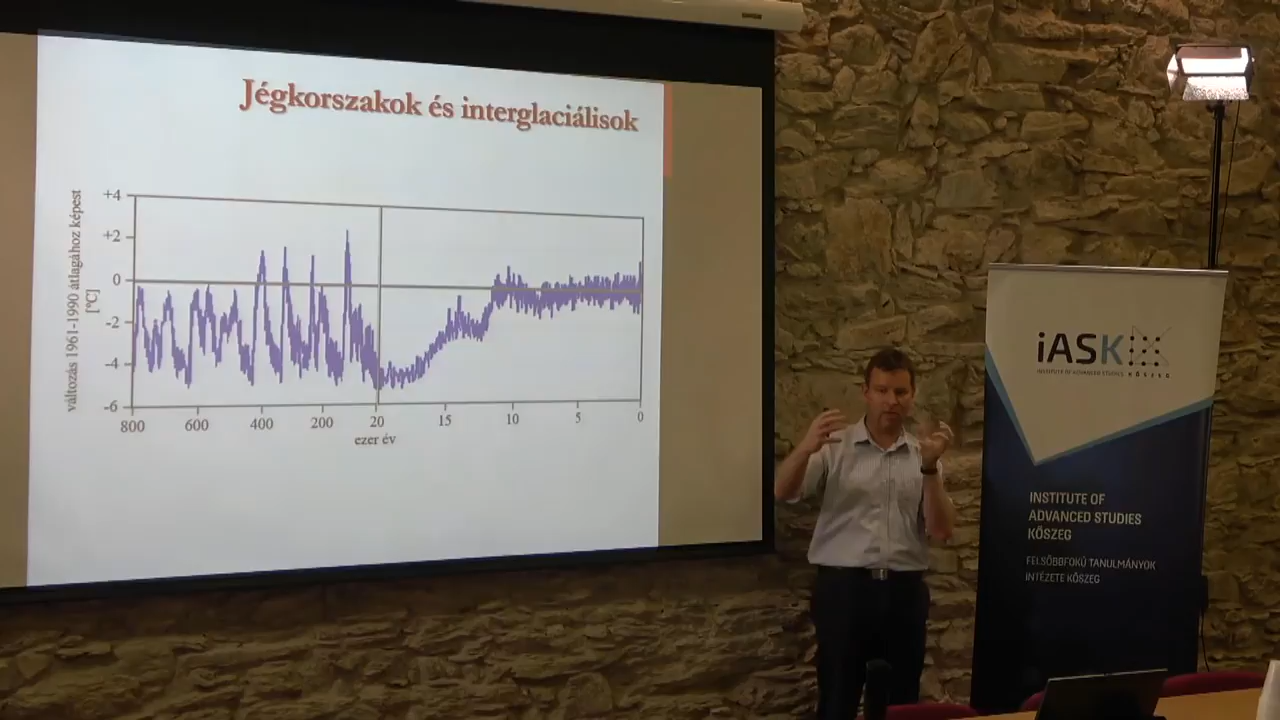 Jégkorszakok és interglaciálisok
változás 1961-1990 átlagához képest
[°C]
+4
+2
0
-2
-4
-6
800 600 400 200 20 15 10 5 0
ezer év
iASK
INSTITUTE OF ADVANCED STUDIES KŐSZEG
INSTITUTE OF
ADVANCED STUDIES
KŐSZEG
FELSŐBBFOKÚ TANULMÁNYOK
INTÉZETE KŐSZEG